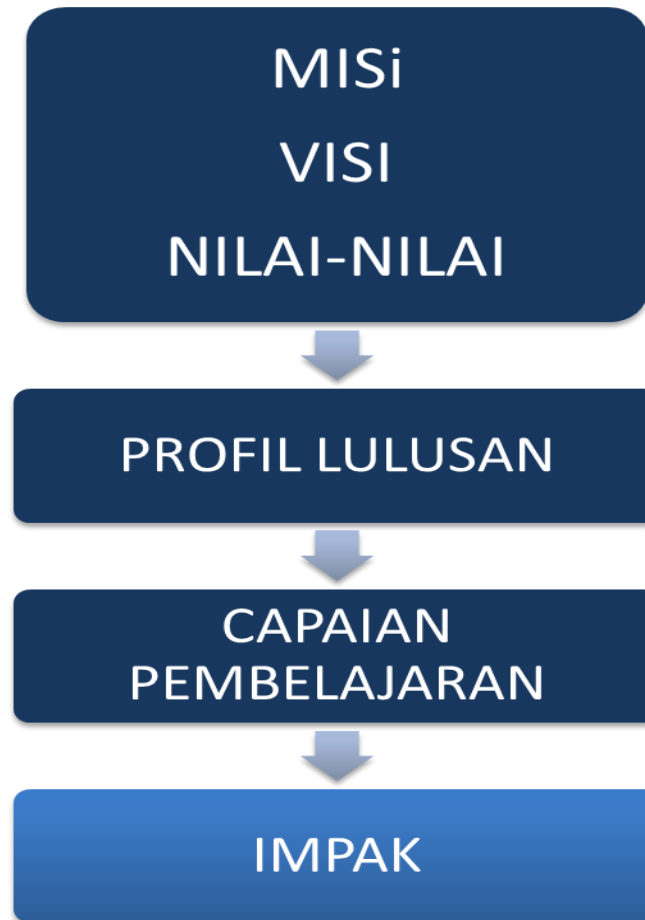 MISi
VISI
NILAI-NILAI
PROFIL LULUSAN
CAPAIAN
PEMBELAJARAN
IMPAK